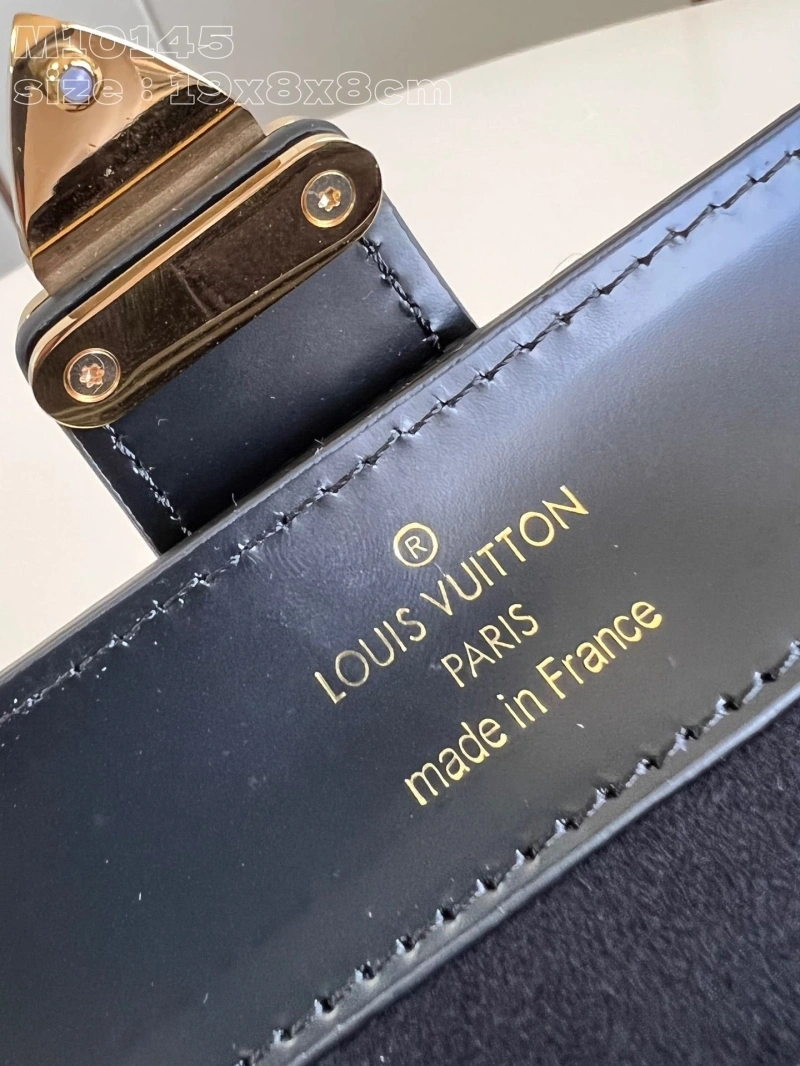 M10145
size : 19x8x8cm
®
LOUIS VUITTON
PARIS
made in France